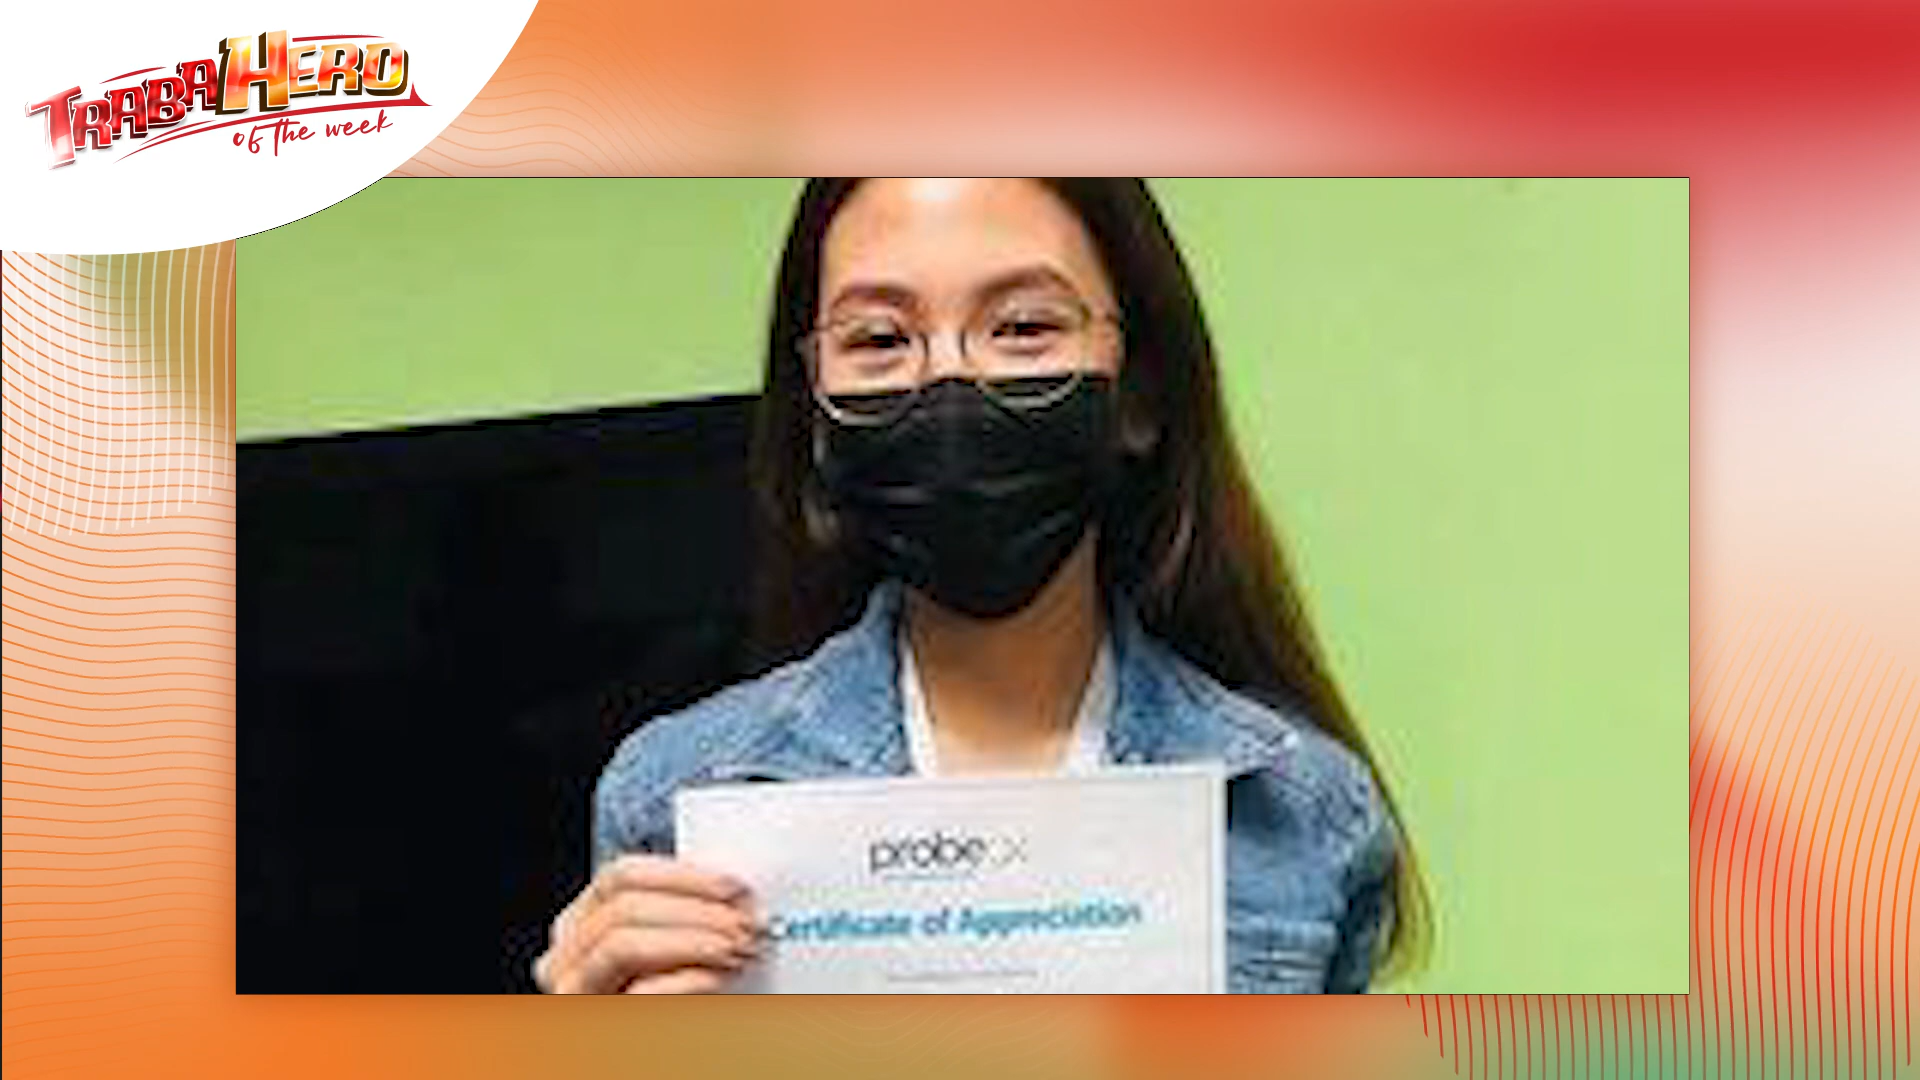 TRABAHERO
of the week
probe
Certificate of Appreciation